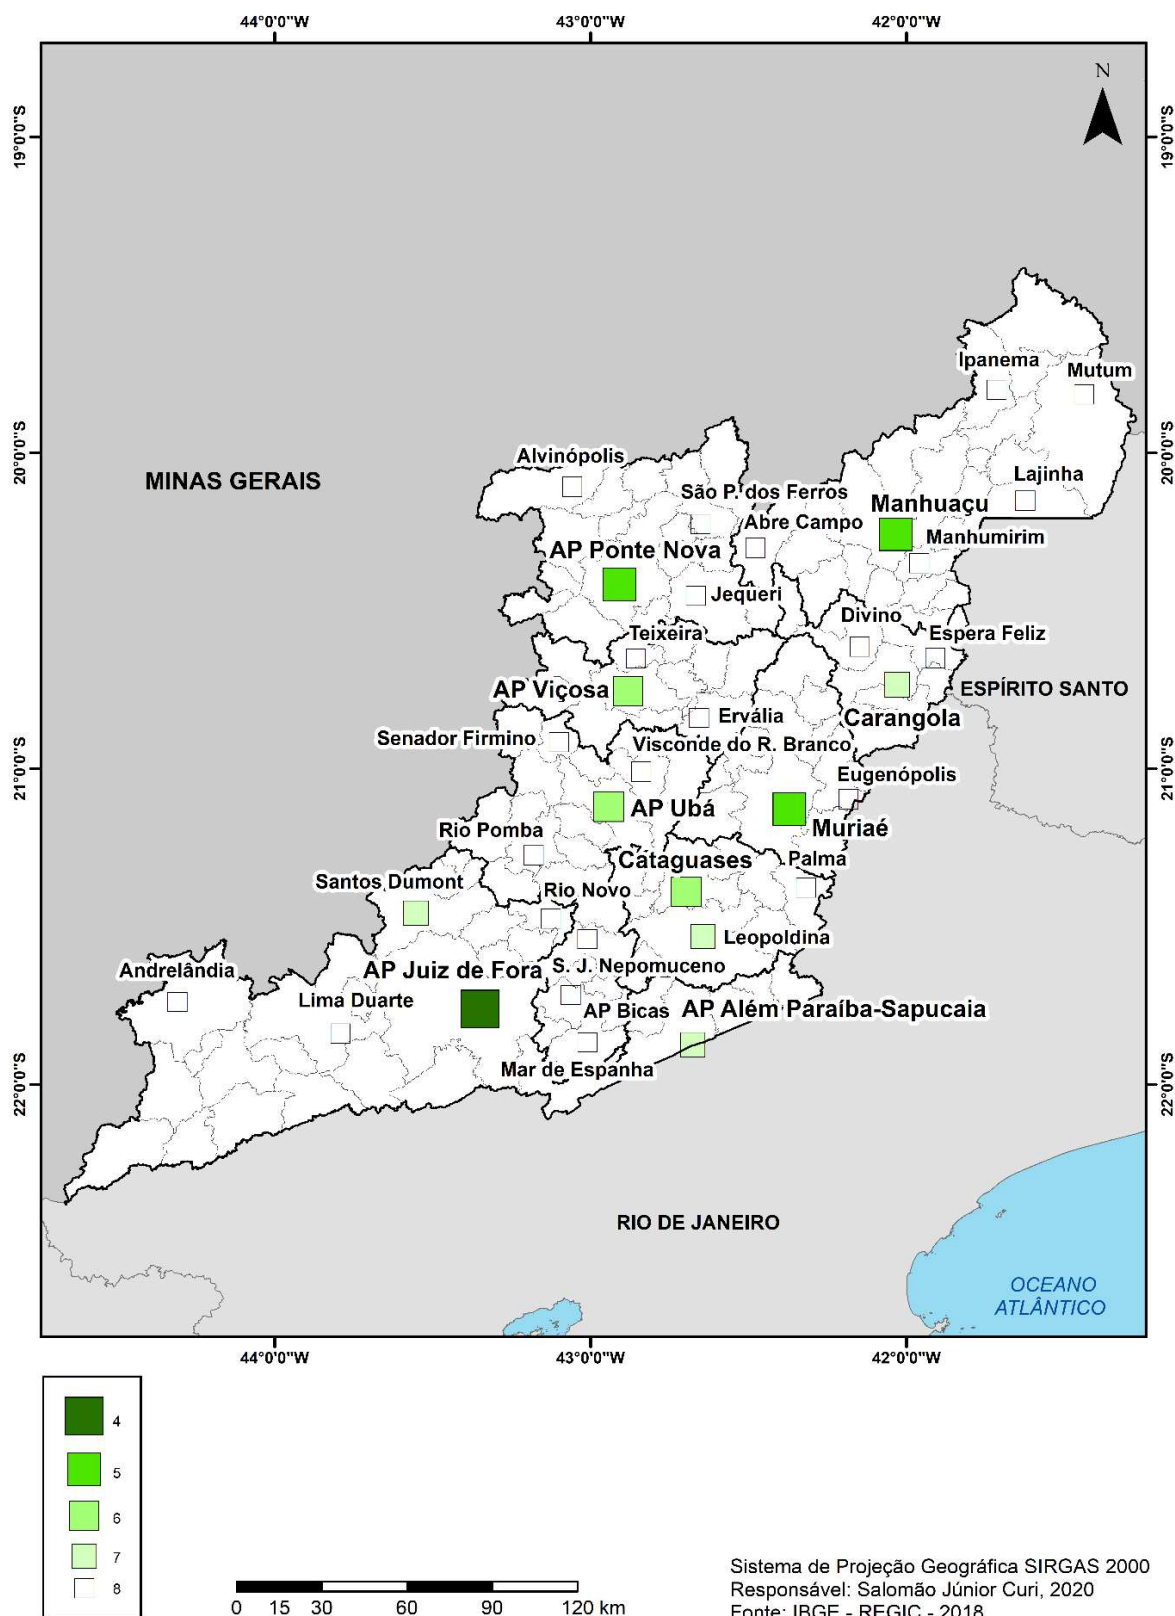 44°0'0"W 43°0'0"W 42°0'0"W
N
19°0'0"S 19°0'0"S
Ipanema
Mutum
20°0'0"S 20°0'0"S
Alvinópolis
MINAS GERAIS
Lajinha
São P. dos Ferros
Manhuaçu
Abre Campo
Manhumirim
AP Ponte Nova
Jequeri
Divino
Teixeira
Espera Feliz
AP Viçosa
ESPÍRITO SANTO
Ervália
Carangola
Senador Firmino
Visconde do R. Branco
21°0'0"S 21°0'0"S
Eugenópolis
AP Ubá
Rio Pomba
Muriaé
Cataguases
Palma
Santos Dumont
Rio Novo
Leopoldina
Andrelândia
AP Juiz de Fora
S. J. Nepomuceno
Lima Duarte
AP Bicas
AP Além Paraíba-Sapucaia
Mar de Espanha
22°0'0"S 22°0'0"S
RIO DE JANEIRO
OCEANO
ATLÂNTICO
44°0'0"W 43°0'0"W 42°0'0"W
4
5
6
7
8
0 15 30 60 90 120 km
Sistema de Projeção Geográfica SIRGAS 2000
Responsável: Salomão Júnior Curi, 2020
Fonte: IBGE - REGIC - 2018